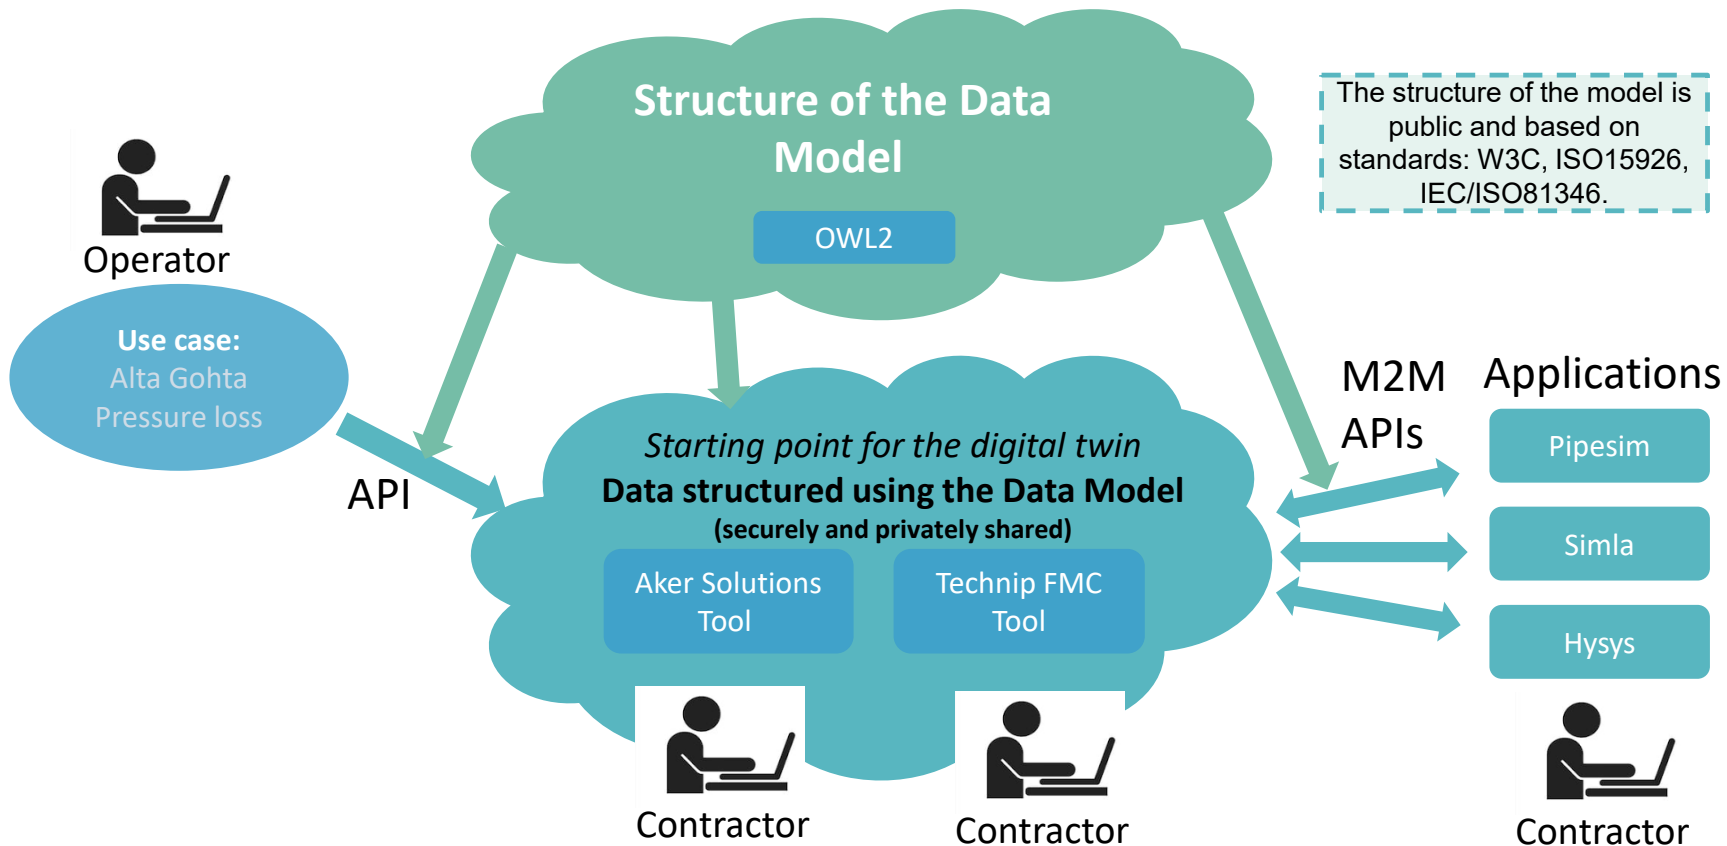 Structure of the Data
Model
OWL2
The structure of the model is
public and based on
standards: W3C, ISO15926,
IEC/ISO81346.
Operator
Use case:
Alta Gohta
Pressure loss
API
Starting point for the digital twin
Data structured using the Data Model
(securely and privately shared)
Aker Solutions
Tool
Technip FMC
Tool
Contractor
Contractor
M2M
APIs
Applications
Pipesim
Simla
Hysys
Contractor